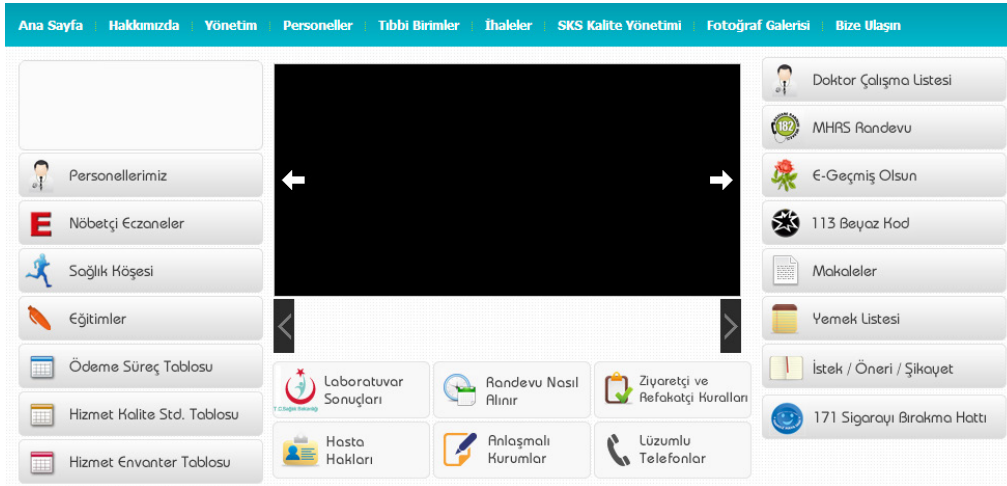 Ana Sayfa Hakkımızda Yönetim Personeller Tıbbi Birimler İhaleler SKS Kalite Yönetimi Fotoğraf Galerisi Bize Ulaşın
Personellerimiz
E
Nöbetçi Eczaneler
Sağlık Köşesi
Eğitimler
Ödeme Süreç Tablosu
Hizmet Kalite Std. Tablosu
Hizmet Envanter Tablosu
Laboratuvar
Sonuçları
Randevu Nasıl
Alınır
Ziyaretçi ve
Refakatçi Kuralları
Hasta
Hakları
Anlaşmalı
Kurumlar
Lüzumlu
Telefonlar
Doktor Çalışma Listesi
182
MHRS Randevu
E-Geçmiş Olsun
113 Beyaz Kod
Makaleler
Yemek Listesi
İstek / Öneri / Şikayet
171 Sigarayı Bırakma Hattı